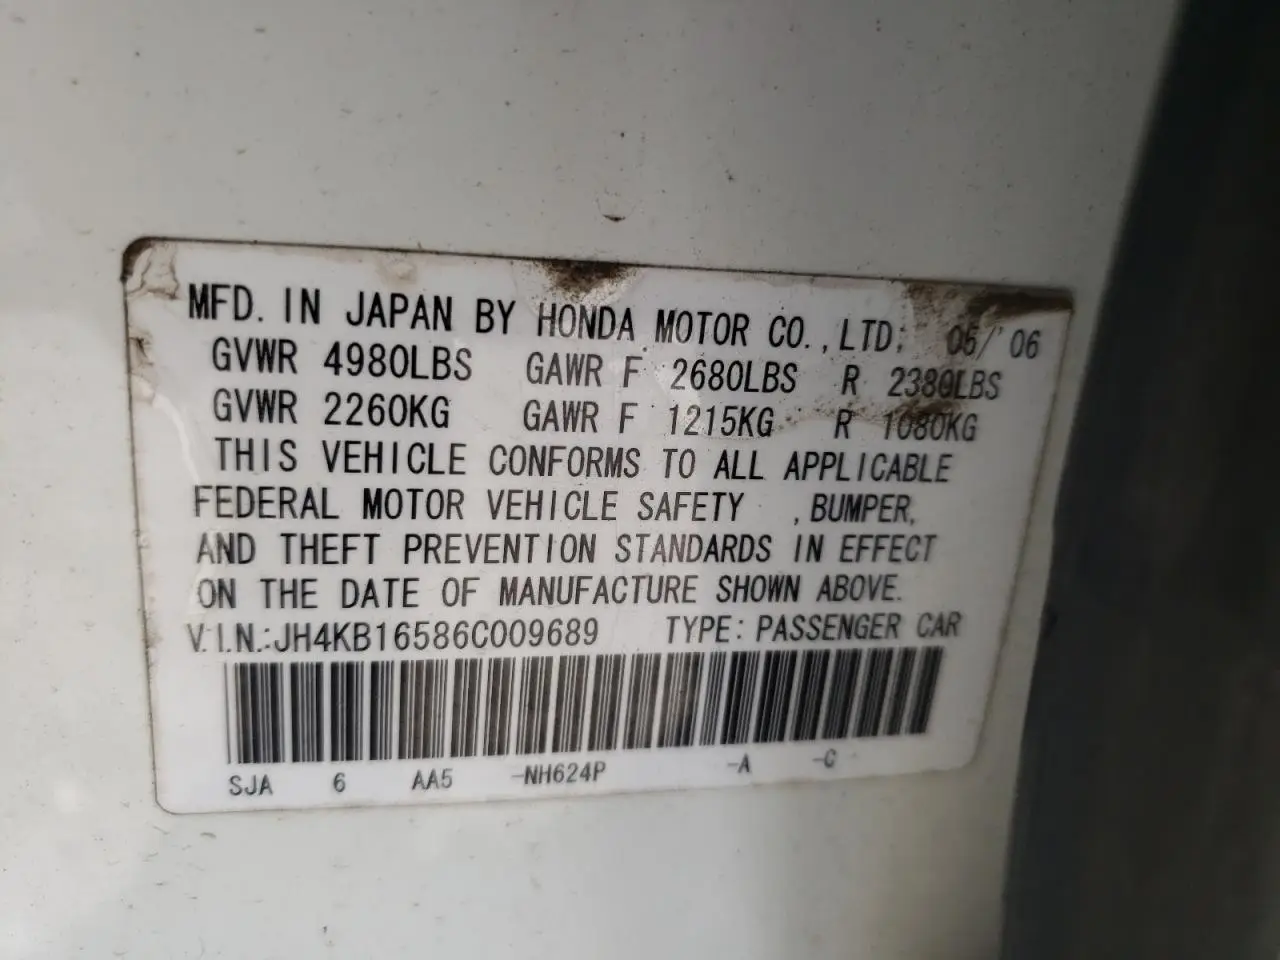 MFD. IN JAPAN BY HONDA MOTOR CO., LTD: 05/'06
GVWR 4980LBS GAWR F 2680LBS R 2380LBS
GVWR 2260KG GAWR F 1215KG R 1080KG
THIS VEHICLE CONFORMS TO ALL APPLICABLE
FEDERAL MOTOR VEHICLE SAFETY , BUMPER,
AND THEFT PREVENTION STANDARDS IN EFFECT
ON THE DATE OF MANUFACTURE SHOWN ABOVE.
V.I.N.:JH4KB16586C009689 TYPE: PASSENGER CAR
SJA 6 AA5 -NH624P -A -C